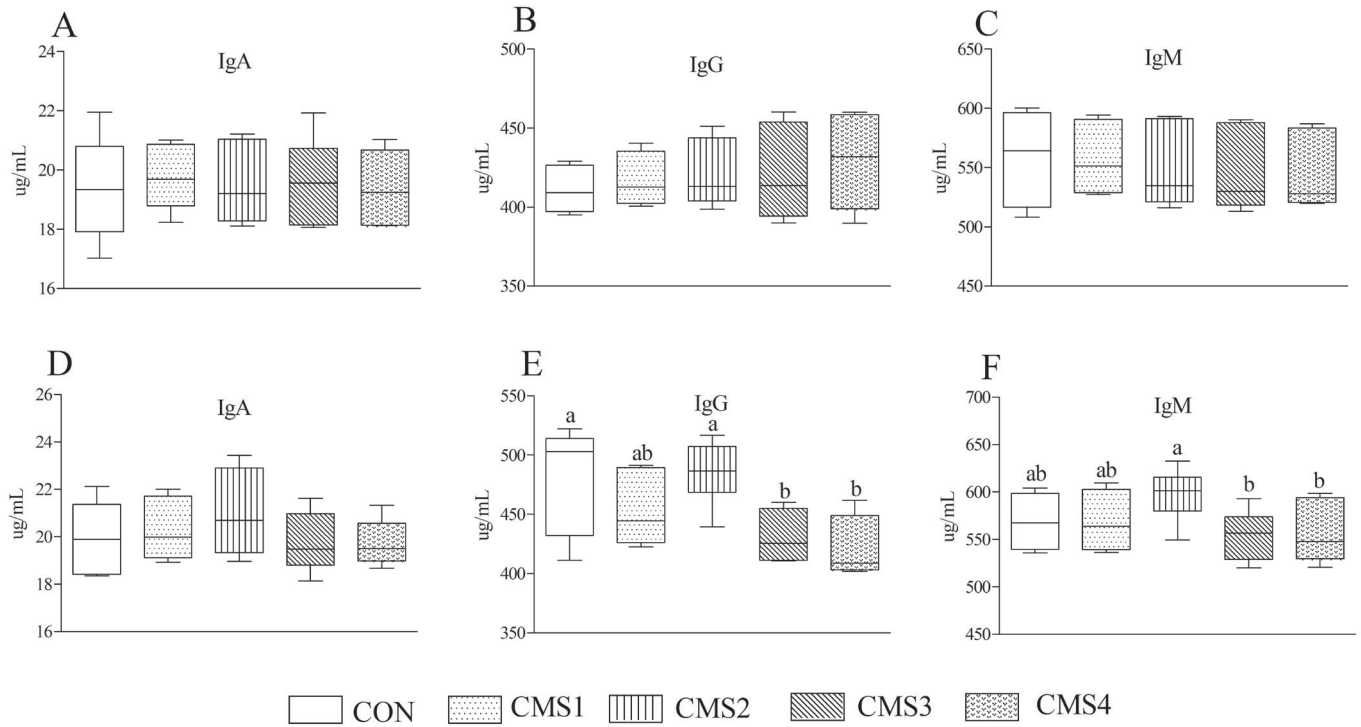 A
B
C
IgA
IgG
IgM
24
22
20
18
16
ug/mL
500
450
400
350
ug/mL
650
600
550
500
450
ug/mL
D
E
F
IgA
IgG
IgM
26
24
22
20
18
16
ug/mL
550
500
450
400
350
ug/mL
a
ab
a
b
b
700
650
600
550
500
450
ug/mL
ab
ab
a
b
b
CON
CMS1
CMS2
CMS3
CMS4